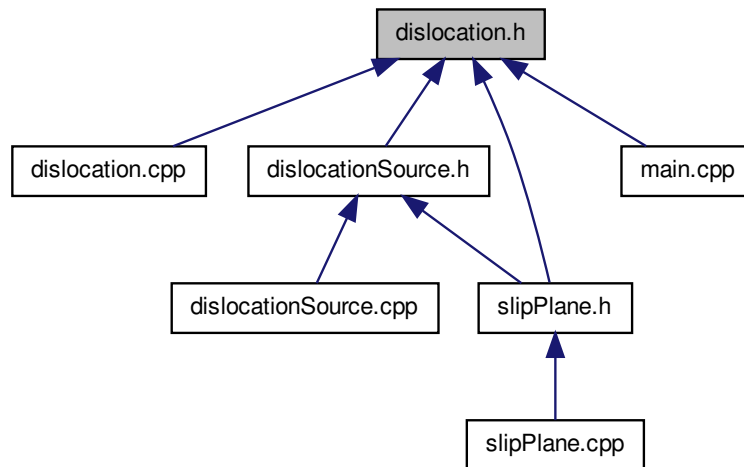 dislocation.h
dislocation.cpp
dislocationSource.h
main.cpp
dislocationSource.cpp
slipPlane.h
slipPlane.cpp